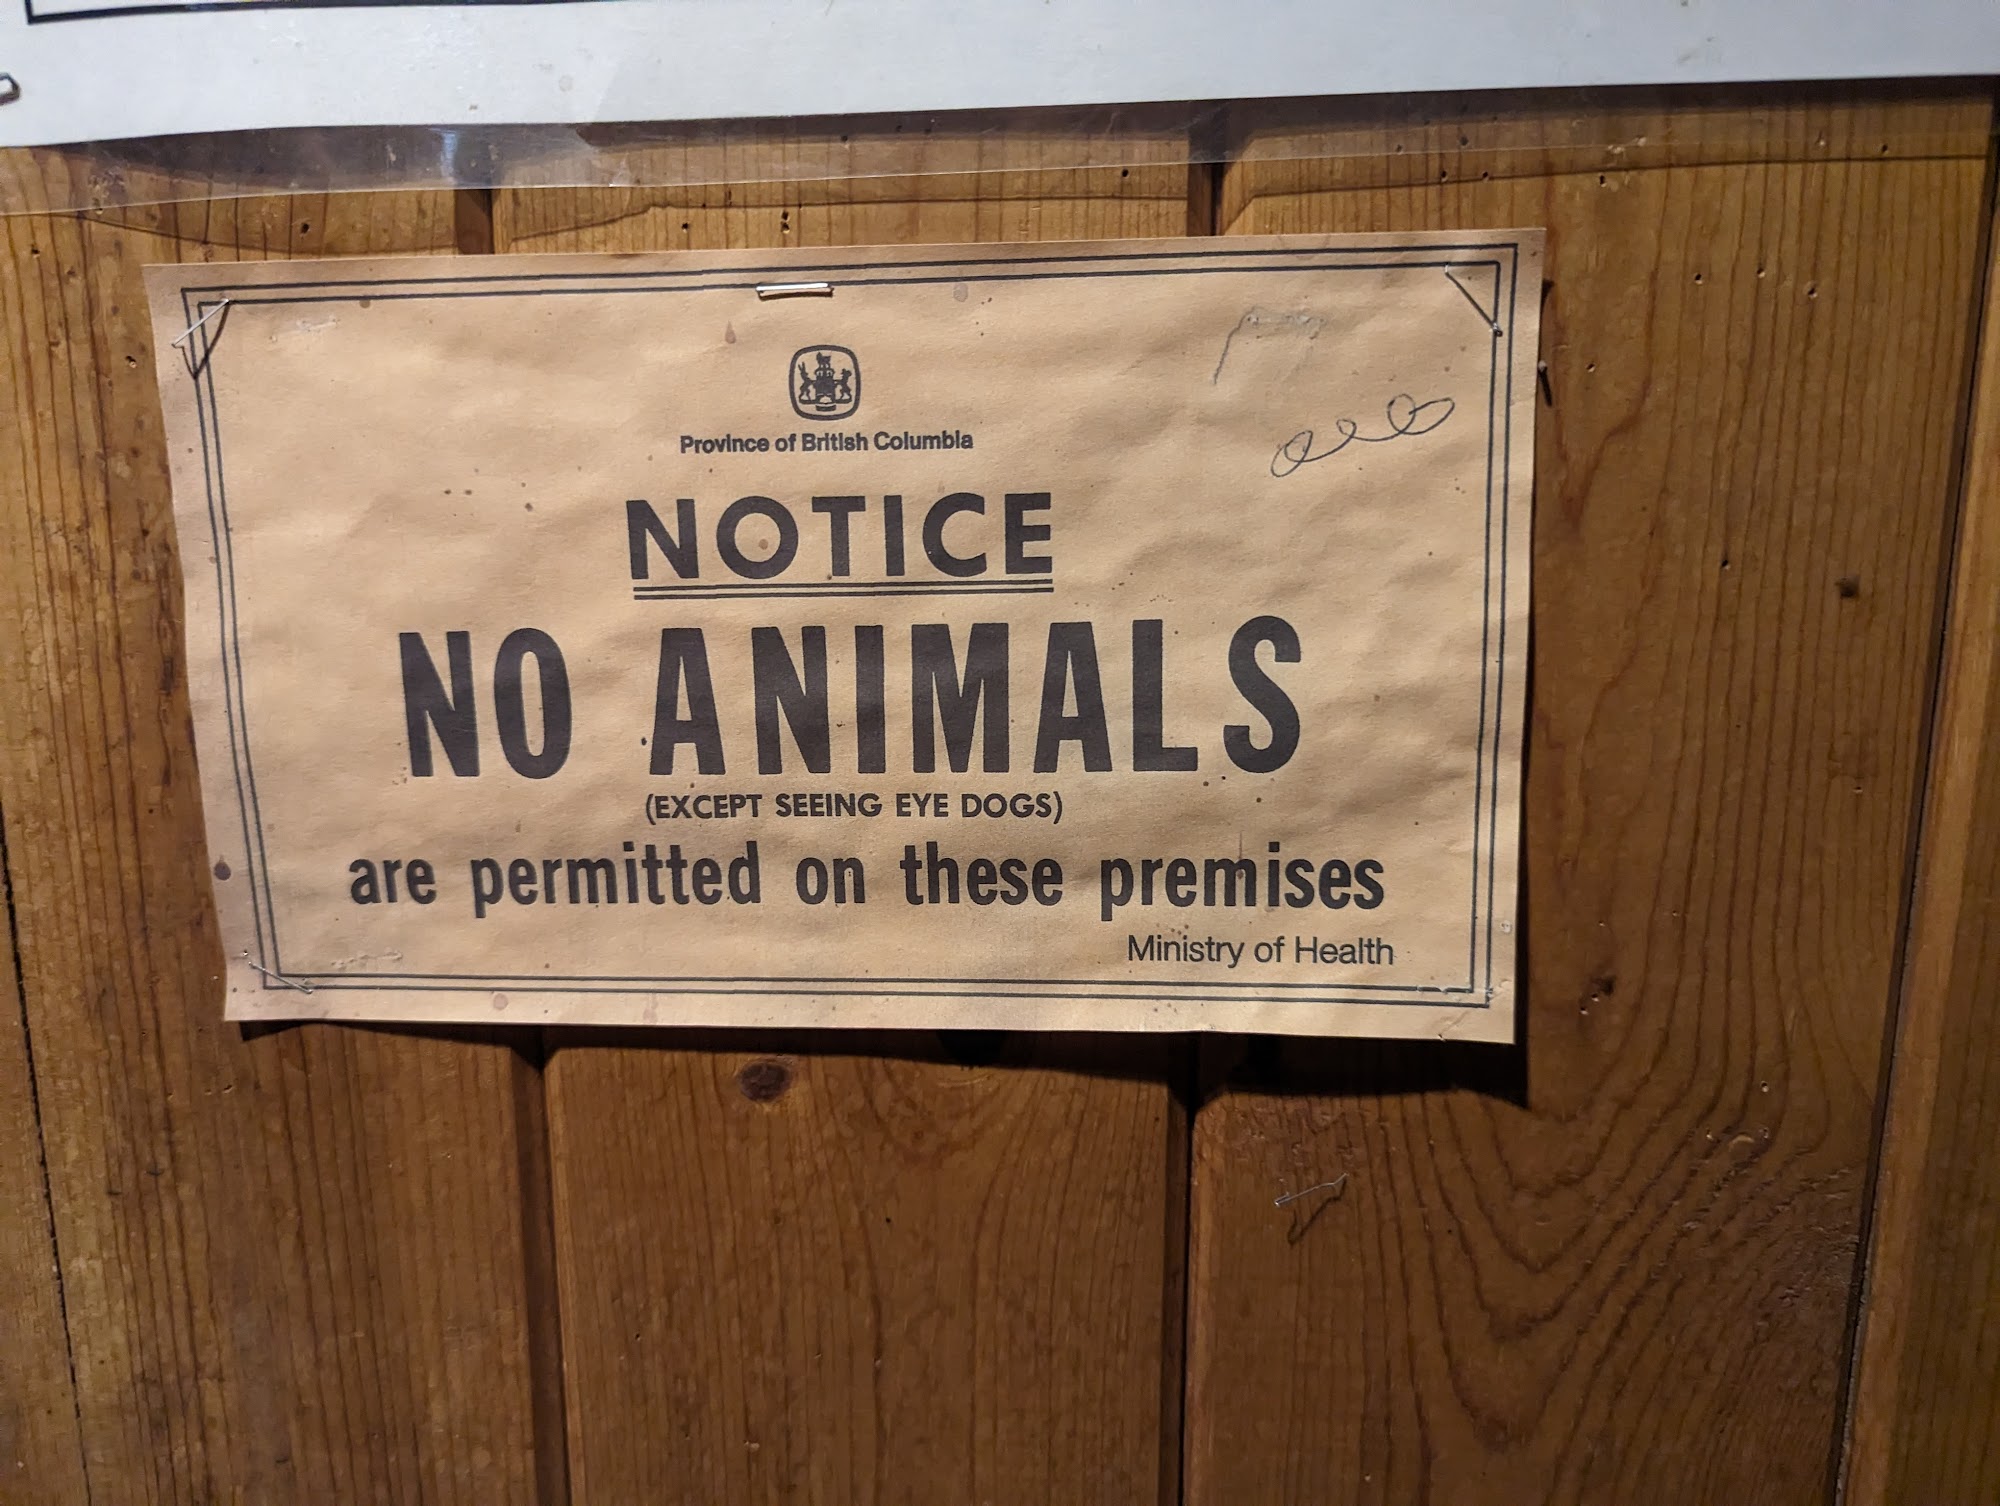 Province of British Columbia
NOTICE
NO ANIMALS
(EXCEPT SEEING EYE DOGS)
are permitted on these premises
Ministry of Health